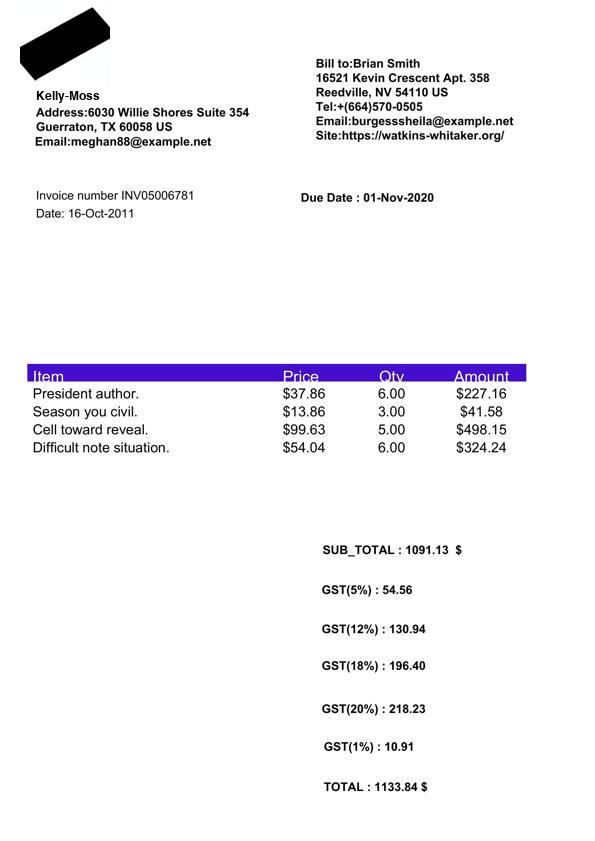 Kelly-Moss
Address:6030 Willie Shores Suite 354
Guerraton, TX 60058 US
Email:meghan88@example.net
Bill to:Brian Smith
16521 Kevin Crescent Apt. 358
Reedville, NV 54110 US
Tel:+(664)570-0505
Email:burgesssheila@example.net
Site:https://watkins-whitaker.org/
Invoice number INV05006781
Date: 16-Oct-2011
Due Date : 01-Nov-2020
Item Price Qty Amount
President author. $37.86 6.00 $227.16
Season you civil. $13.86 3.00 $41.58
Cell toward reveal. $99.63 5.00 $498.15
Difficult note situation. $54.04 6.00 $324.24
SUB_TOTAL : 1091.13 $
GST(5%) : 54.56
GST(12%) : 130.94
GST(18%) : 196.40
GST(20%) : 218.23
GST(1%) : 10.91
TOTAL : 1133.84 $